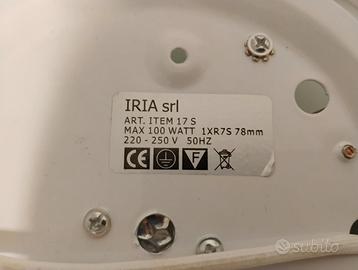 IRIA srl
ART. ITEM 17 S
MAX 100 WATT 1XR7S 78mm
220 - 250 V 50HZ
CE F
subito